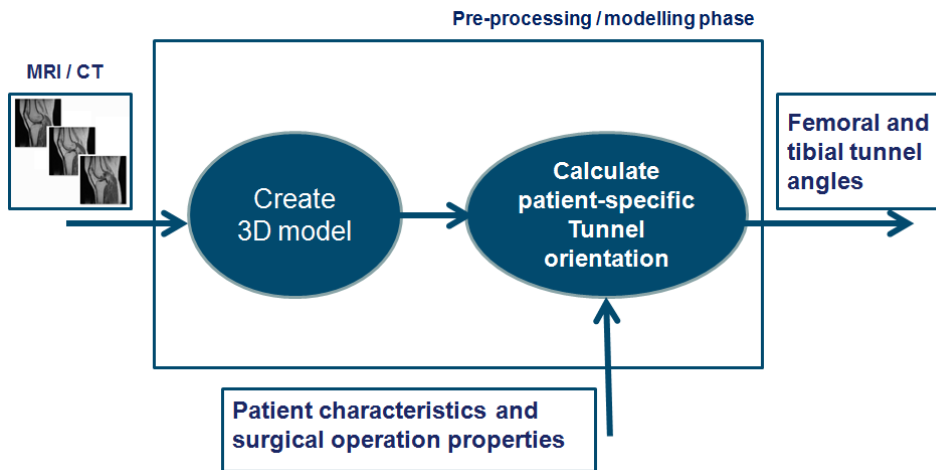 Pre-processing / modelling phase
MRI / CT
Create
3D model
Calculate
patient-specific
Tunnel
orientation
Femoral and
tibial tunnel
angles
Patient characteristics and
surgical operation properties